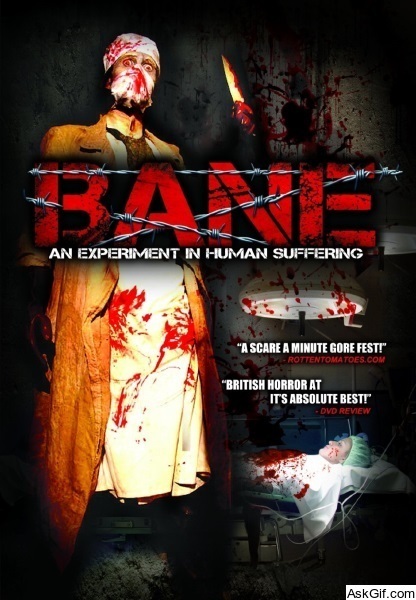 BANE
AN EXPERIMENT IN HUMAN SUFFERING
“A SCARE A MINUTE GORE FEST!”
- ROTTENTOMATOES.COM
“BRITISH HORROR AT
IT'S ABSOLUTE BEST!”
- DVD REVIEW
AskGif.com